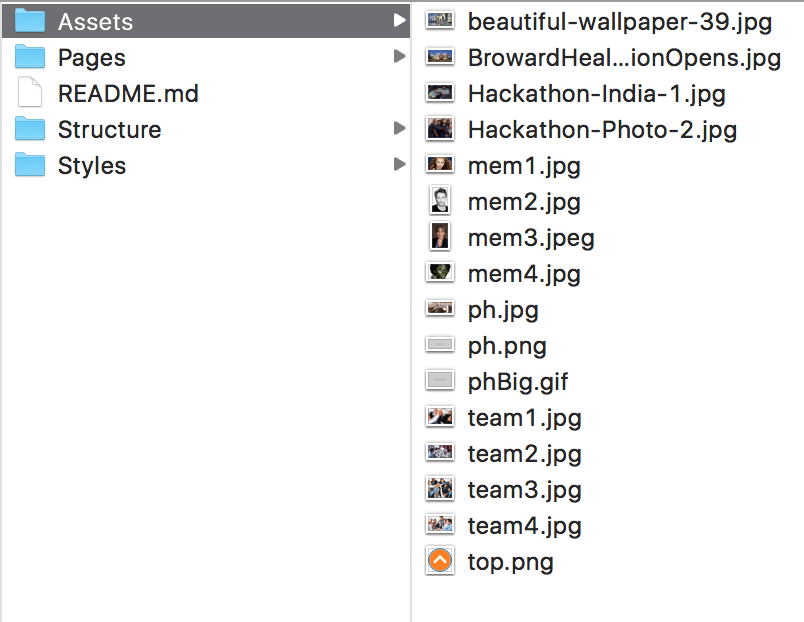 Assets
Pages
README.md
Structure
Styles
beautiful-wallpaper-39.jpg
BrowardHeal...ionOpens.jpg
Hackathon-India-1.jpg
Hackathon-Photo-2.jpg
mem1.jpg
mem2.jpg
mem3.jpeg
mem4.jpg
ph.jpg
ph.png
phBig.gif
team1.jpg
team2.jpg
team3.jpg
team4.jpg
top.png